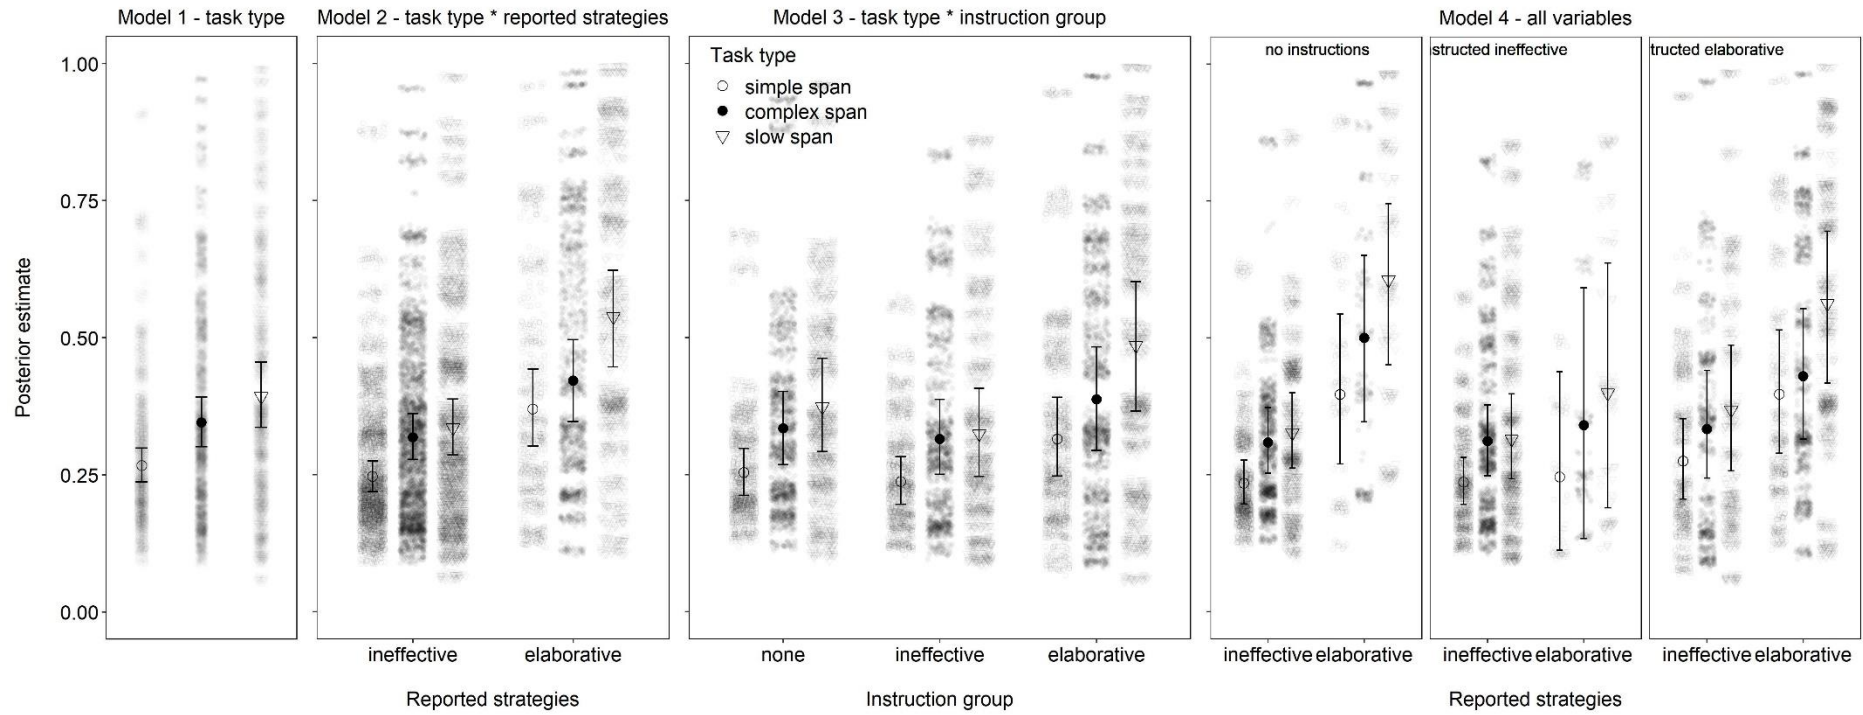 Model 1 - task type
Model 2 - task type * reported strategies
Model 3 - task type * instruction group
Model 4 - all variables
Posterior estimate
1.00
0.75
0.50
0.25
0.00
Task type
simple span
complex span
slow span
no instructions
structed ineffective
tructed elaborative
ineffective elaborative
none ineffective elaborative
ineffective elaborative
ineffective elaborative
ineffective elaborative
Reported strategies
Instruction group
Reported strategies